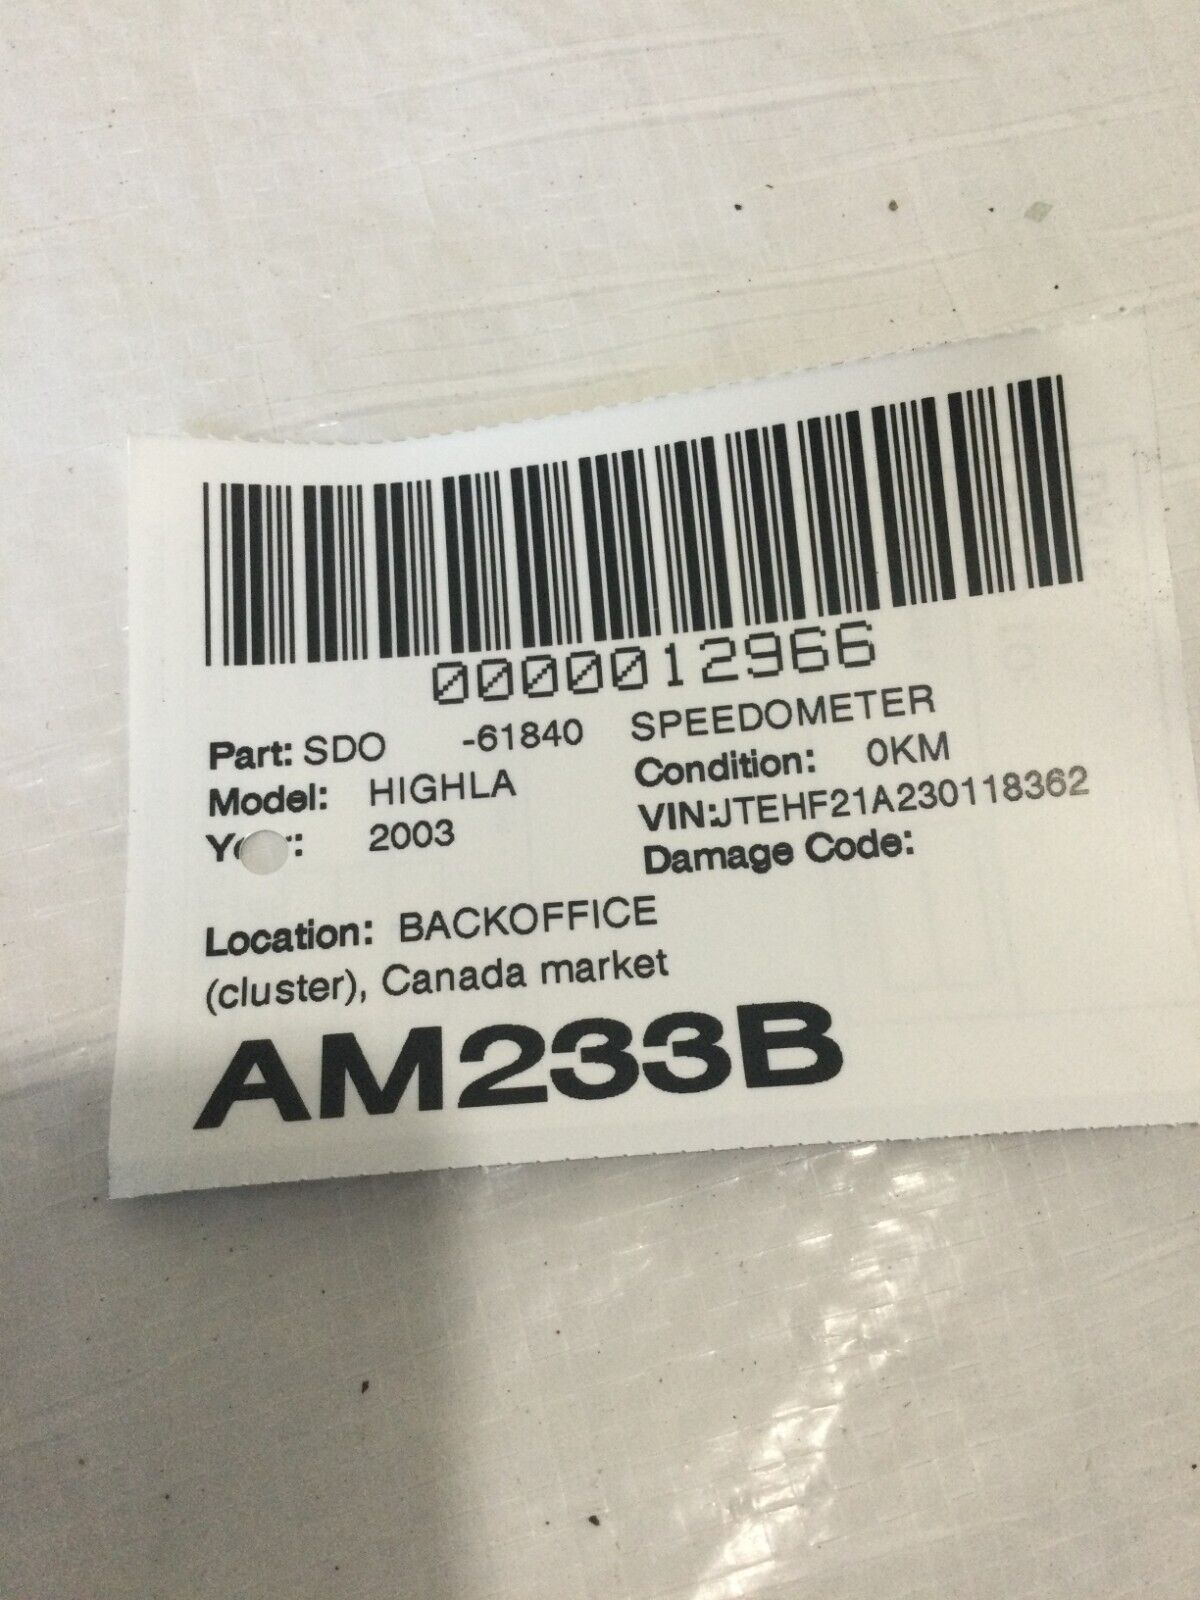 0000012966
Part: SDO -61840 SPEEDOMETER
Model: HIGHLA Condition: 0KM
2003 VIN:JTEHF21A230118362
Damage Code:
Location: BACKOFFICE
(cluster), Canada market
AM233B